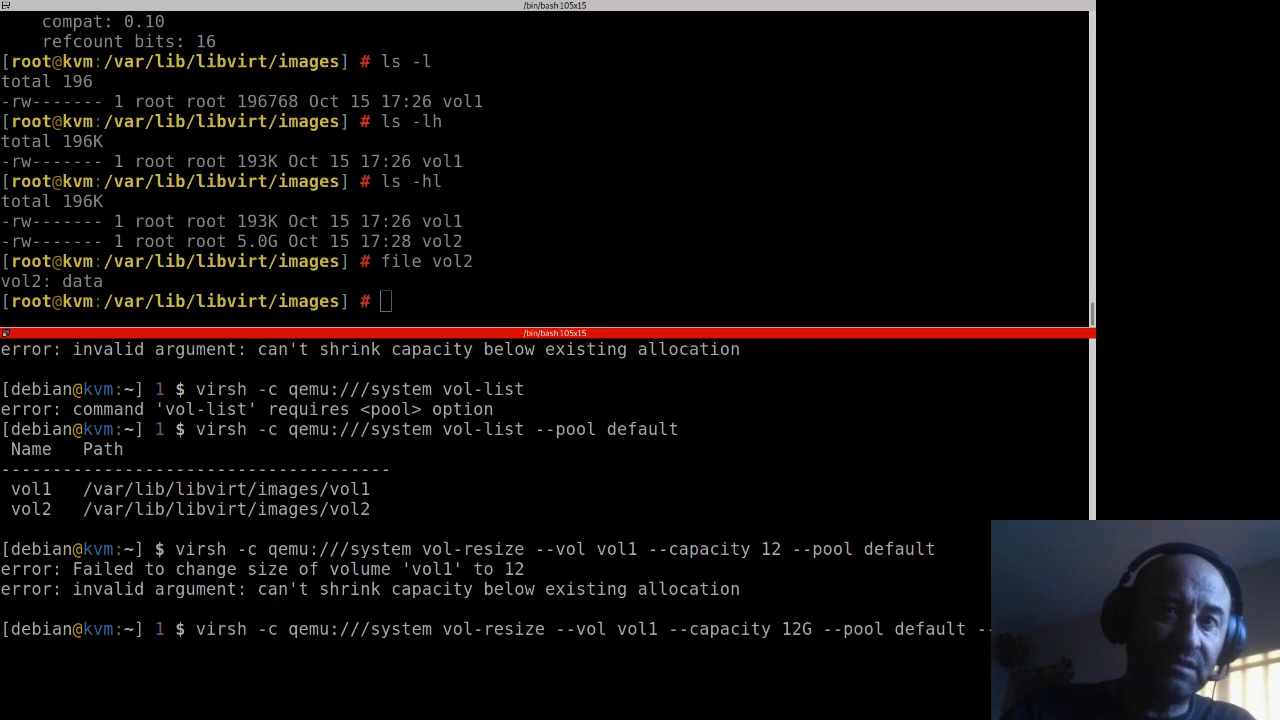 /bin/bash 105x15
compat: 0.10
refcount bits: 16
[root@kvm:/var/lib/libvirt/images] # ls -l
total 196
-rw------- 1 root root 196768 Oct 15 17:26 vol1
[root@kvm:/var/lib/libvirt/images] # ls -lh
total 196K
-rw------- 1 root root 193K Oct 15 17:26 vol1
[root@kvm:/var/lib/libvirt/images] # ls -hl
total 196K
-rw------- 1 root root 193K Oct 15 17:26 vol1
-rw------- 1 root root 5.0G Oct 15 17:28 vol2
[root@kvm:/var/lib/libvirt/images] # file vol2
vol2: data
[root@kvm:/var/lib/libvirt/images] #
/bin/bash 105x15
error: invalid argument: can't shrink capacity below existing allocation
[debian@kvm:~] 1 $ virsh -c qemu:///system vol-list
error: command 'vol-list' requires <pool> option
[debian@kvm:~] 1 $ virsh -c qemu:///system vol-list --pool default
Name Path
---------------------------------------
vol1 /var/lib/libvirt/images/vol1
vol2 /var/lib/libvirt/images/vol2
[debian@kvm:~] $ virsh -c qemu:///system vol-resize --vol vol1 --capacity 12 --pool default
error: Failed to change size of volume 'vol1' to 12
error: invalid argument: can't shrink capacity below existing allocation
[debian@kvm:~] 1 $ virsh -c qemu:///system vol-resize --vol vol1 --capacity 12G --pool default --